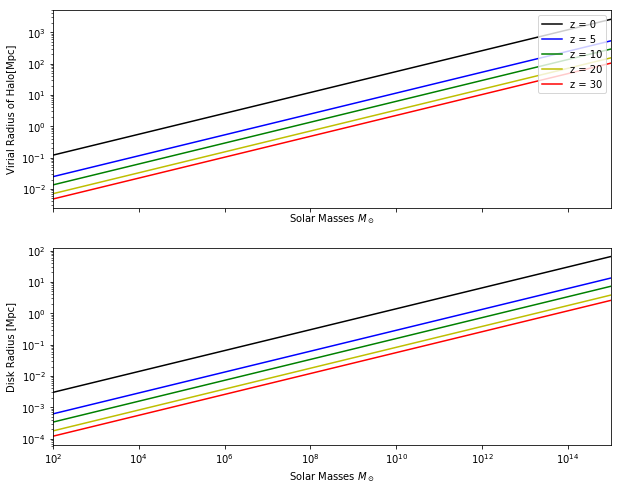 10³
10²
10¹
10⁰
10⁻¹
10⁻²
Virial Radius of Halo[Mpc]
z = 0
z = 5
z = 10
z = 20
z = 30
Solar Masses M⊙
10²
10¹
10⁰
10⁻¹
10⁻²
10⁻³
10⁻⁴
Disk Radius [Mpc]
10² 10⁴ 10⁶ 10⁸ 10¹⁰ 10¹² 10¹⁴
Solar Masses M⊙